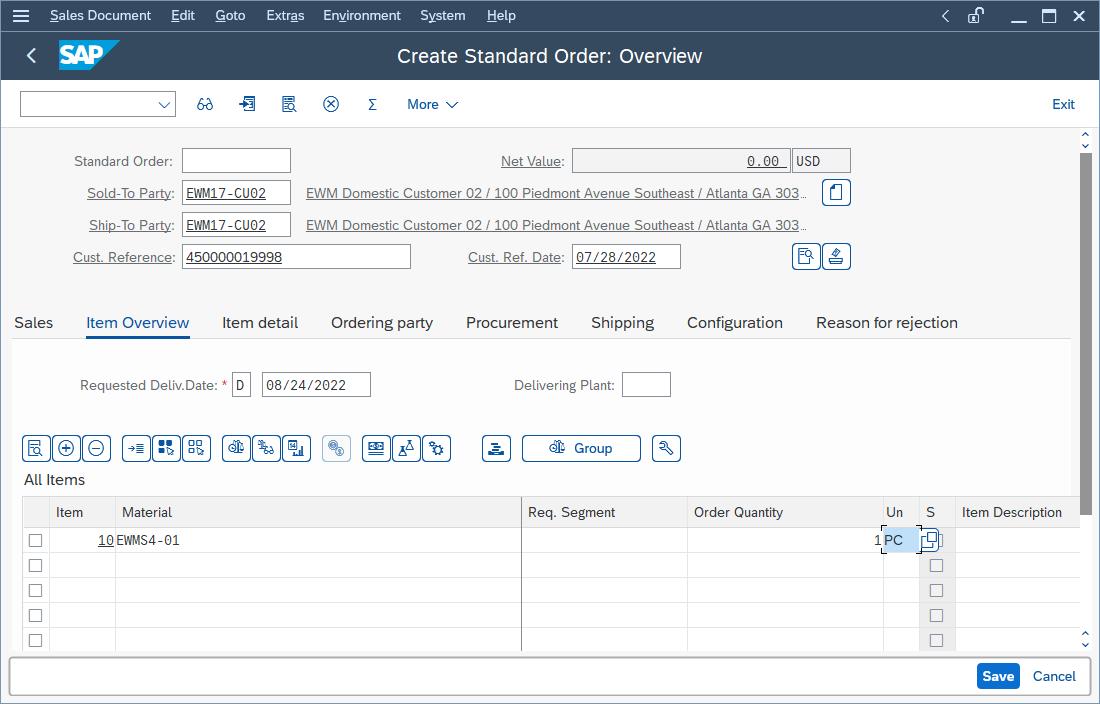 Sales Document Edit Goto Extras Environment System Help
SAP Create Standard Order: Overview
More Exit
Standard Order: Net Value: 0.00 USD
Sold-To Party: EWM17-CU02 EWM Domestic Customer 02 / 100 Piedmont Avenue Southeast / Atlanta GA 303...
Ship-To Party: EWM17-CU02 EWM Domestic Customer 02 / 100 Piedmont Avenue Southeast / Atlanta GA 303...
Cust. Reference: 450000019998 Cust. Ref. Date: 07/28/2022
Sales Item Overview Item detail Ordering party Procurement Shipping Configuration Reason for rejection
Requested Deliv.Date: * D 08/24/2022 Delivering Plant:
Group
All Items
Item Material Req. Segment Order Quantity Un S Item Description
10 EWMS4-01 1 PC
Save Cancel